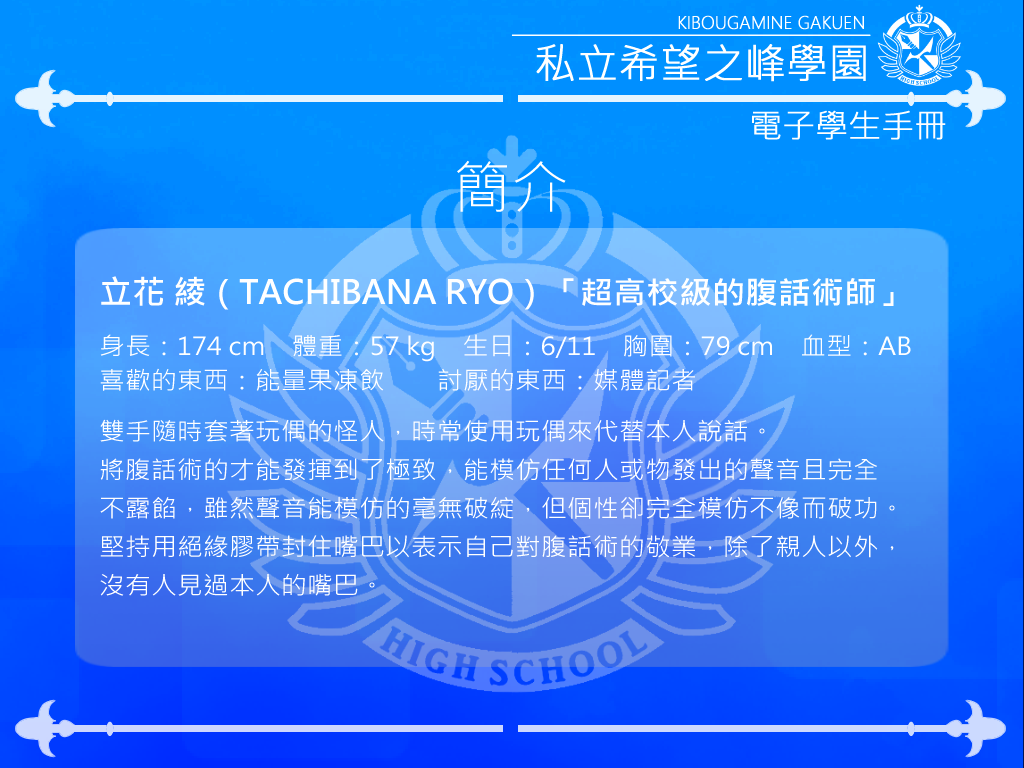 KIBOUGAMINE GAKUEN
私立希望之峰學園
HIGH SCHOOL
電子學生手冊
簡介
立花 綾（TACHIBANA RYO）「超高校級的腹話術師」
身長：174 cm 體重：57 kg 生日：6/11 胸圍：79 cm 血型：AB
喜歡的東西：能量果凍飲 討厭的東西：媒體記者
雙手隨時套著玩偶的怪人，時常使用玩偶來代替本人說話。
將腹話術的才能發揮到了極致，能模仿任何人或物發出的聲音且完全
不露餡，雖然聲音能模仿的毫無破綻，但個性卻完全模仿不像而破功。
堅持用絕緣膠帶封住嘴巴以表示自己對腹話術的敬業，除了親人以外，
沒有人見過本人的嘴巴。
HIGH SCHOOL